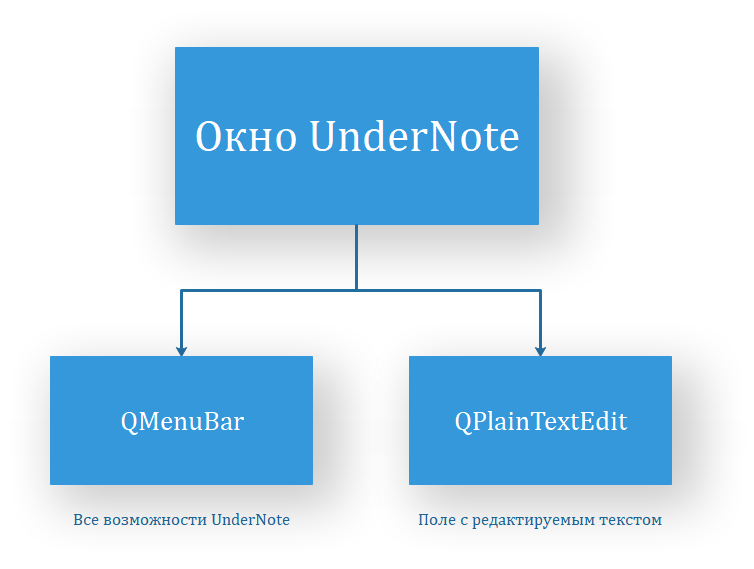 Окно UnderNote
QMenuBar
QPlainTextEdit
Все возможности UnderNote
Поле с редактируемым текстом